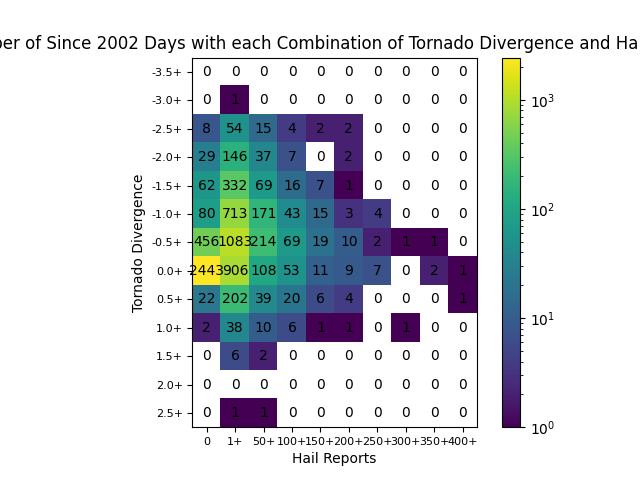 of Since 2002 Days with each Combination of Tornado Divergence and
-3.5+ 0 0 0 0 0 0 0 0 0 0
-3.0+ 0 1 0 0 0 0 0 0 0 0
-2.5+ 8 54 15 4 2 2 0 0 0 0
-2.0+ 29 146 37 7 0 2 0 0 0 0
-1.5+ 62 332 69 16 7 1 0 0 0 0
-1.0+ 80 713 171 43 15 3 4 0 0 0
-0.5+ 456 1083 214 69 19 10 2 1 1 0
0.0+ 2443 906 108 53 11 9 7 0 2 1
0.5+ 22 202 39 20 6 4 0 0 0 1
1.0+ 2 38 10 6 1 1 0 1 0 0
1.5+ 0 6 2 0 0 0 0 0 0 0
2.0+ 0 0 0 0 0 0 0 0 0 0
2.5+ 0 1 1 0 0 0 0 0 0 0
0 1+ 50+ 100+ 150+ 200+ 250+ 300+ 350+ 400+
Hail Reports
Tornado Divergence
10³
10²
10¹
10⁰